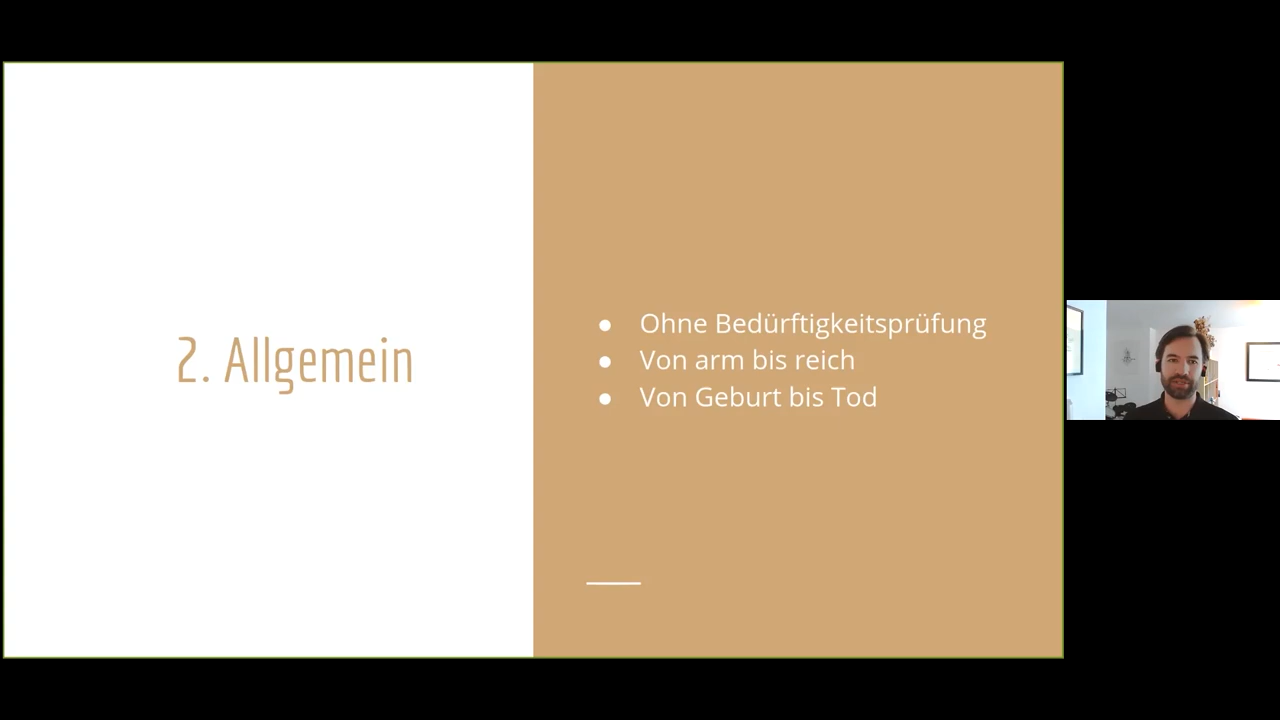 2. Allgemein
● Ohne Bedürftigkeitsprüfung
● Von arm bis reich
● Von Geburt bis Tod